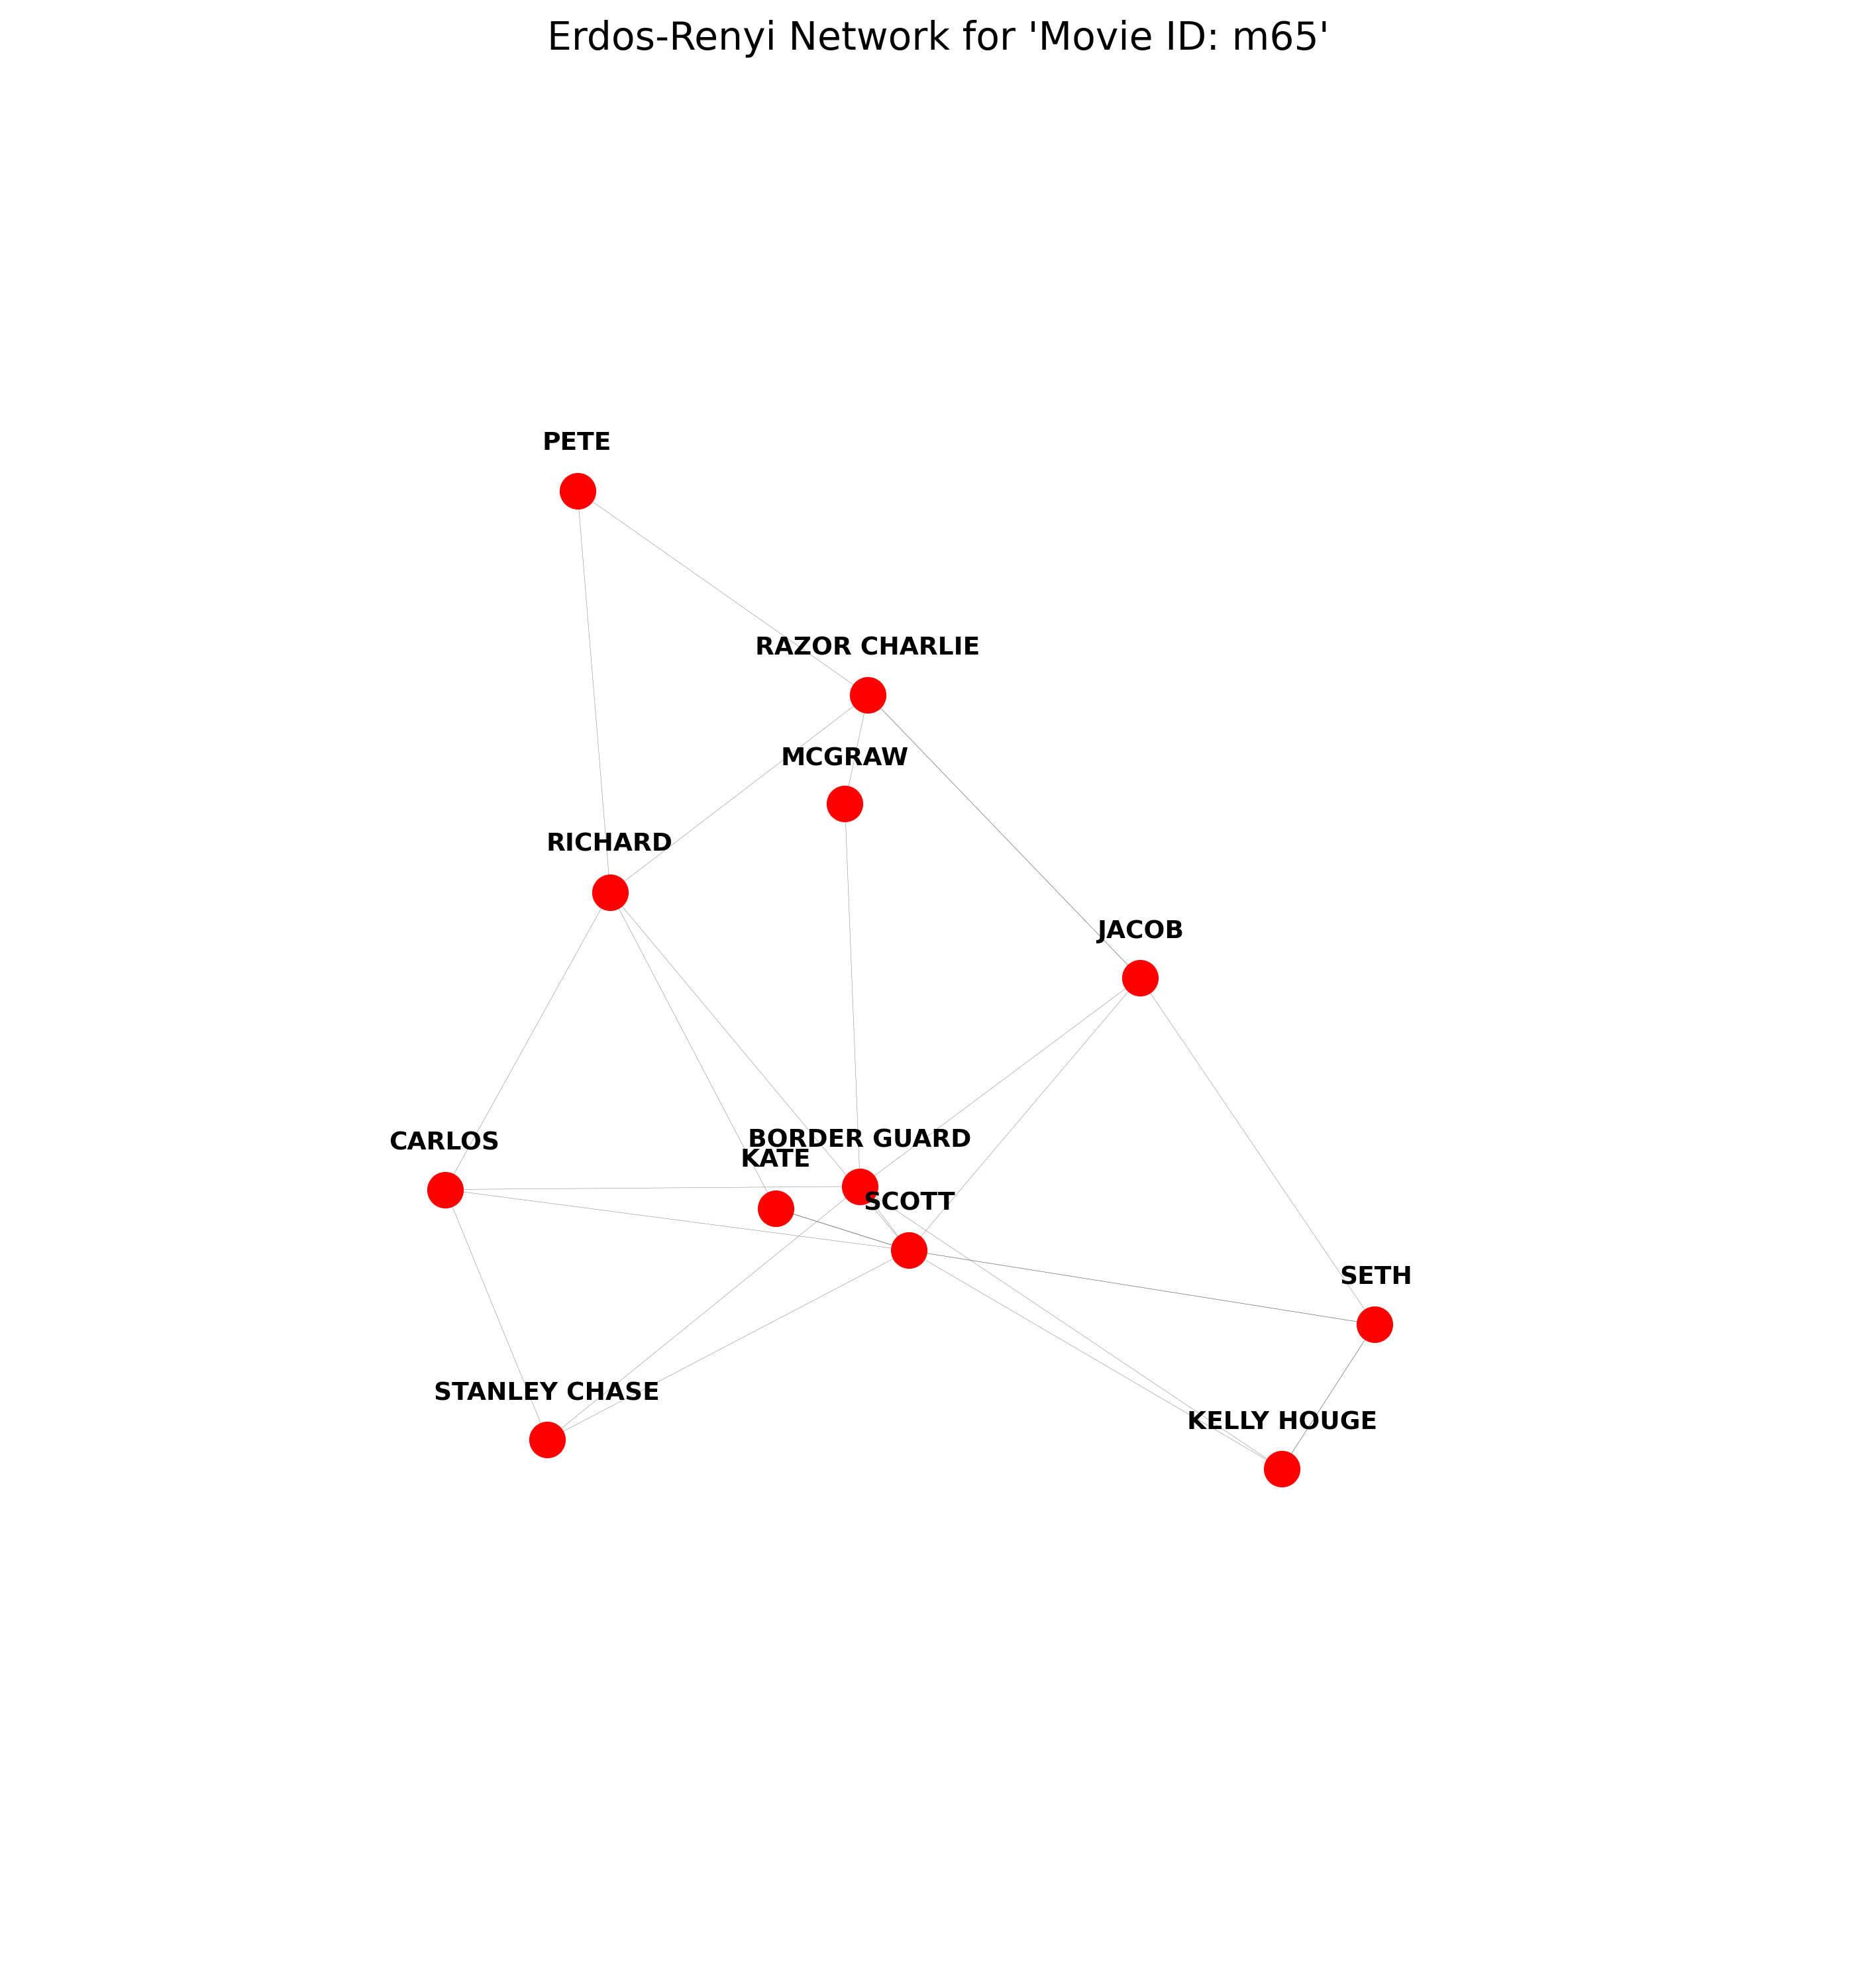 Erdos-Renyi Network for 'Movie ID: m65'
PETE
RAZOR CHARLIE
MCGRAW
RICHARD
JACOB
BORDER GUARD
CARLOS
KATE
SCOTT
SETH
STANLEY CHASE
KELLY HOUGE